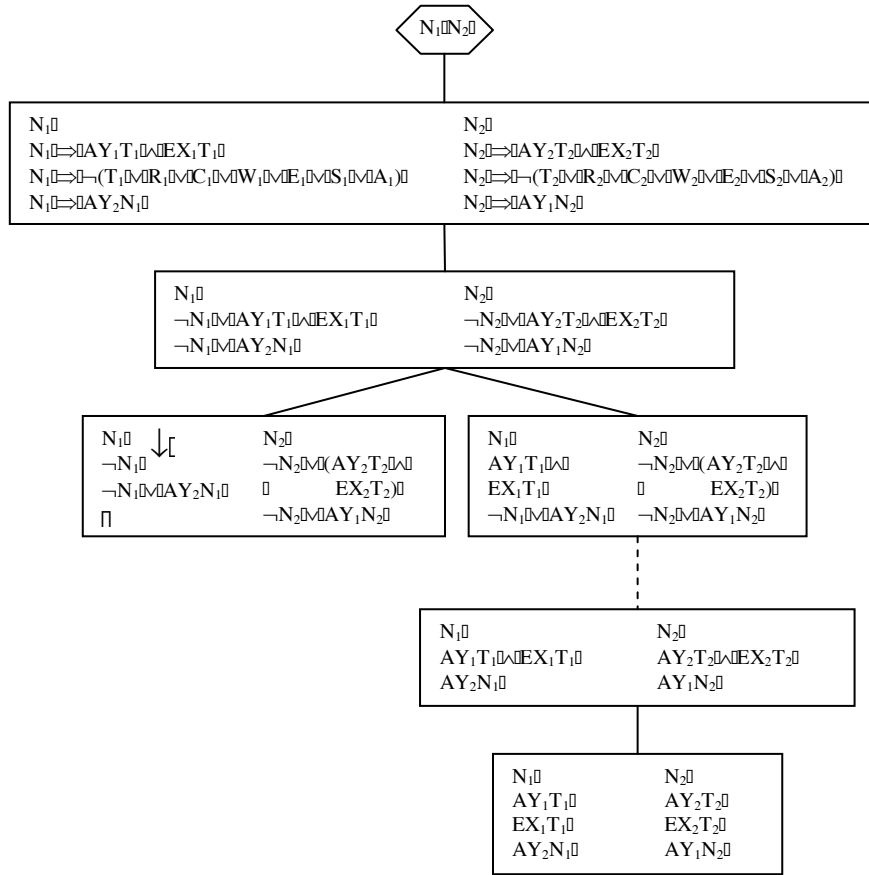 N₁▯N₂▯
N₁▯ N₂▯
N₁▯⇒▯AY₁T₁▯∧▯EX₁T₁▯ N₂▯⇒▯AY₂T₂▯∧▯EX₂T₂▯
N₁▯⇒▯¬(T₁▯∨▯R₁▯∨▯C₁▯∨▯W₁▯∨▯E₁▯∨▯S₁▯∨▯A₁)▯ N₂▯⇒▯¬(T₂▯∨▯R₂▯∨▯C₂▯∨▯W₂▯∨▯E₂▯∨▯S₂▯∨▯A₂)▯
N₁▯⇒▯AY₂N₁▯ N₂▯⇒▯AY₁N₂▯
N₁▯ N₂▯
¬N₁▯∨▯AY₁T₁▯∧▯EX₁T₁▯ ¬N₂▯∨▯AY₂T₂▯∧▯EX₂T₂▯
¬N₁▯∨▯AY₂N₁▯ ¬N₂▯∨▯AY₁N₂▯
N₁▯ ↓ N₂▯
¬N₁▯ ¬N₂▯∨▯(AY₂T₂▯∧▯
¬N₁▯∨▯AY₂N₁▯ ▯ EX₂T₂)▯
▯ ¬N₂▯∨▯AY₁N₂▯
N₁▯ N₂▯
AY₁T₁▯∧▯ ¬N₂▯∨▯(AY₂T₂▯∧▯
EX₁T₁▯ ▯ EX₂T₂)▯
¬N₁▯∨▯AY₂N₁▯ ¬N₂▯∨▯AY₁N₂▯
N₁▯ N₂▯
AY₁T₁▯∧▯EX₁T₁▯ AY₂T₂▯∧▯EX₂T₂▯
AY₂N₁▯ AY₁N₂▯
N₁▯ N₂▯
AY₁T₁▯ AY₂T₂▯
EX₁T₁▯ EX₂T₂▯
AY₂N₁▯ AY₁N₂▯